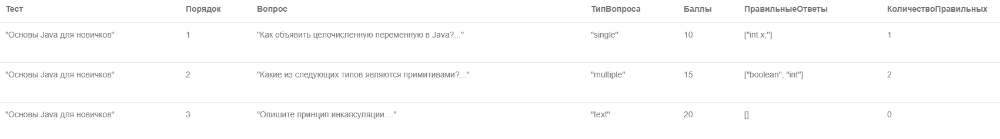 Тест Порядок Вопрос ТипВопроса Баллы ПравильныеОтветы КоличествоПравильных
"Основы Java для новичков" 1 "Как объявить целочисленную переменную в Java?..." "single" 10 ["int x;"] 1
"Основы Java для новичков" 2 "Какие из следующих типов являются примитивами?..." "multiple" 15 ["boolean", "int"] 2
"Основы Java для новичков" 3 "Опишите принцип инкапсуляции...." "text" 20 [] 0